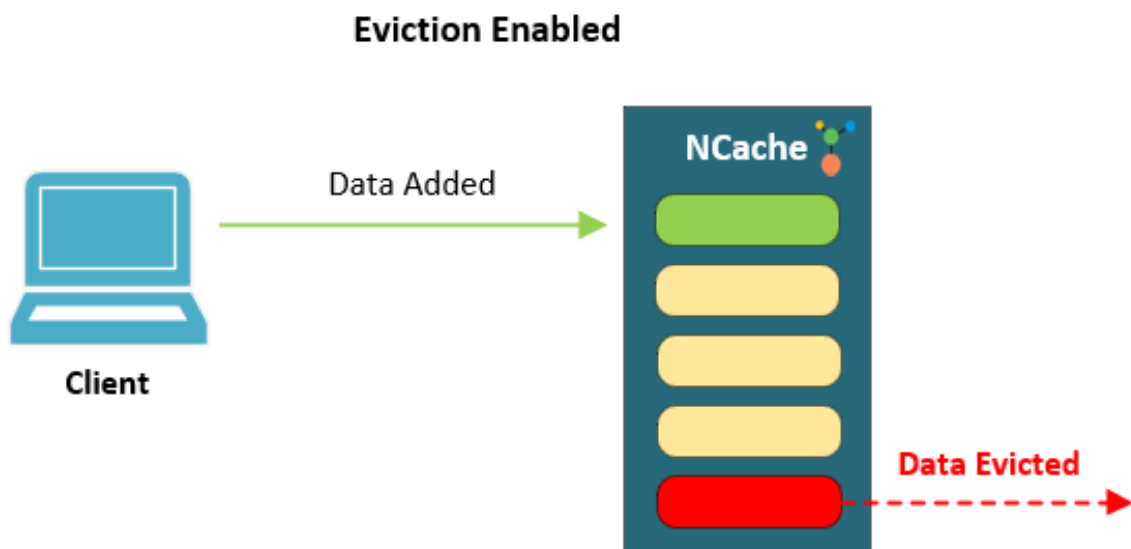 Eviction Enabled
NCache
Data Added
Client
Data Evicted